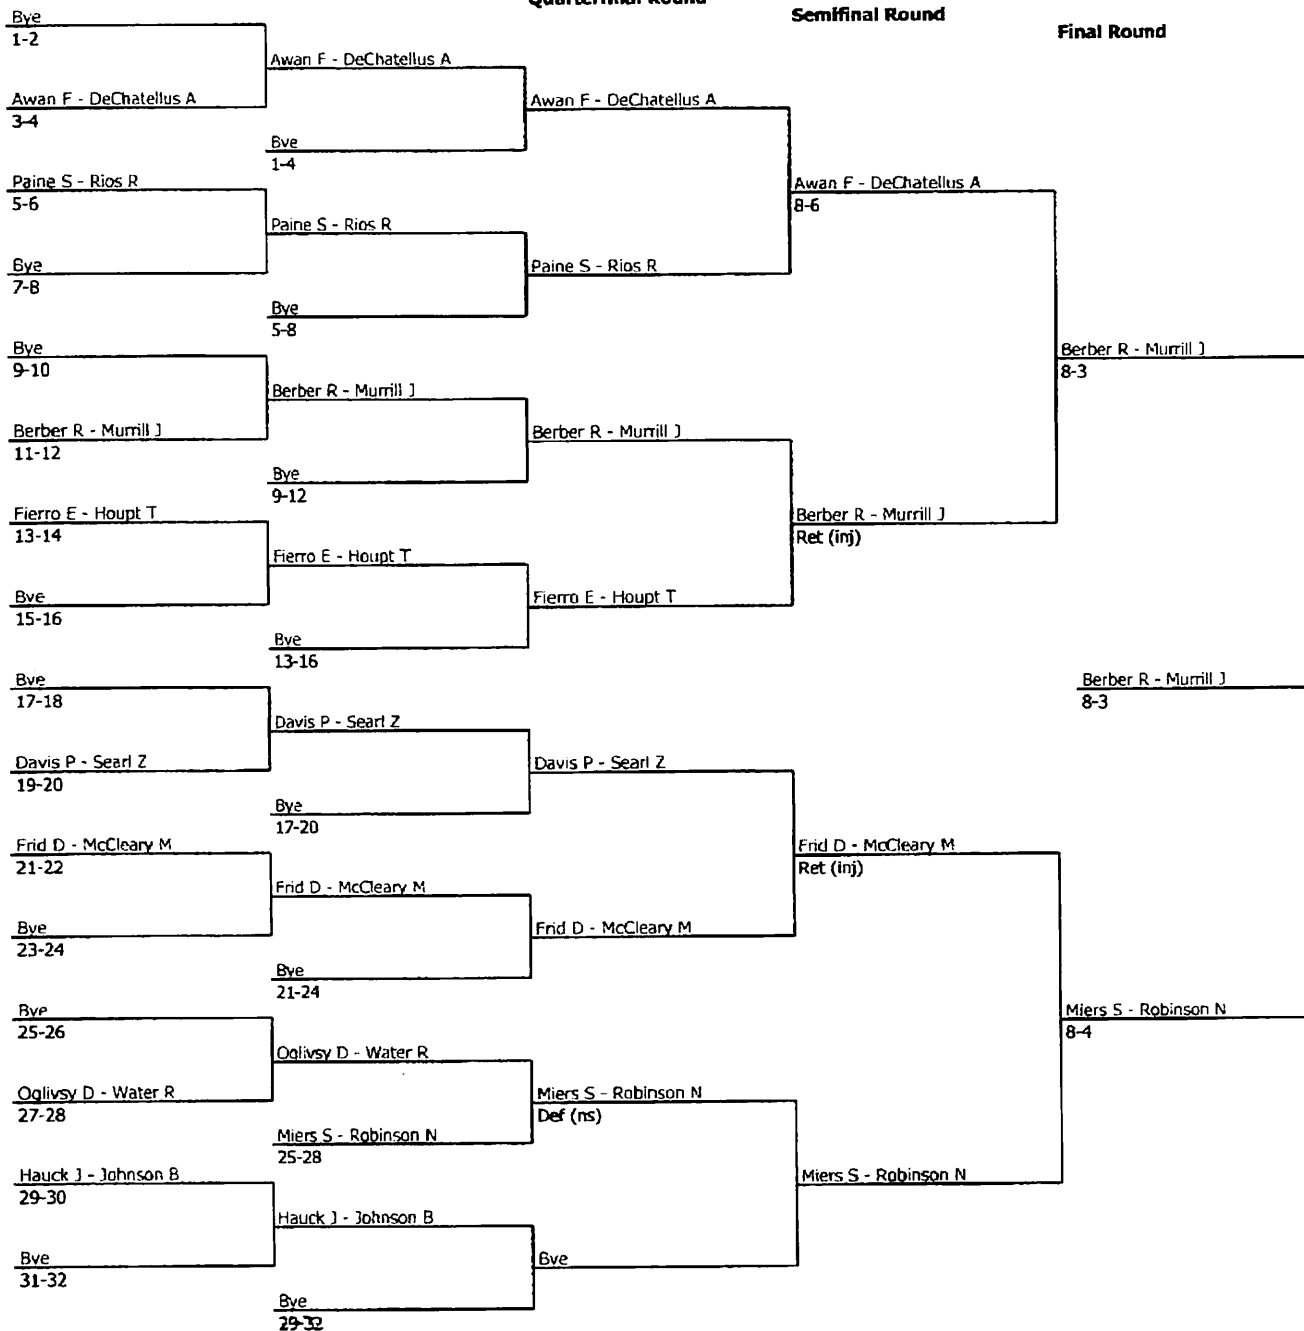 Quarterfinal Round
Semifinal Round
Final Round
Bye
1-2
Awan F - DeChatellus A
Awan F - DeChatellus A
3-4
Awan F - DeChatellus A
Bye
1-4
Paine S - Rios R
5-6
Awan F - DeChatellus A
8-6
Paine S - Rios R
Bye
7-8
Paine S - Rios R
Bye
5-8
Bye
9-10
Berber R - Murrill J
8-3
Berber R - Murrill J
Berber R - Murrill J
11-12
Berber R - Murrill J
Bye
9-12
Fierro E - Houpt T
13-14
Berber R - Murrill J
Ret (inj)
Fierro E - Houpt T
Bye
15-16
Fierro E - Houpt T
Bye
13-16
Bye
17-18
Berber R - Murrill J
8-3
Davis P - Searl Z
Davis P - Searl Z
19-20
Davis P - Searl Z
Bye
17-20
Frid D - McCleary M
21-22
Frid D - McCleary M
Ret (inj)
Frid D - McCleary M
Bye
23-24
Frid D - McCleary M
Bye
21-24
Bye
25-26
Miers S - Robinson N
8-4
Oglivsy D - Water R
Oglivsy D - Water R
27-28
Miers S - Robinson N
Def (ns)
Miers S - Robinson N
25-28
Hauck J - Johnson B
29-30
Miers S - Robinson N
Hauck J - Johnson B
Bye
31-32
Bye
Bye
29-32